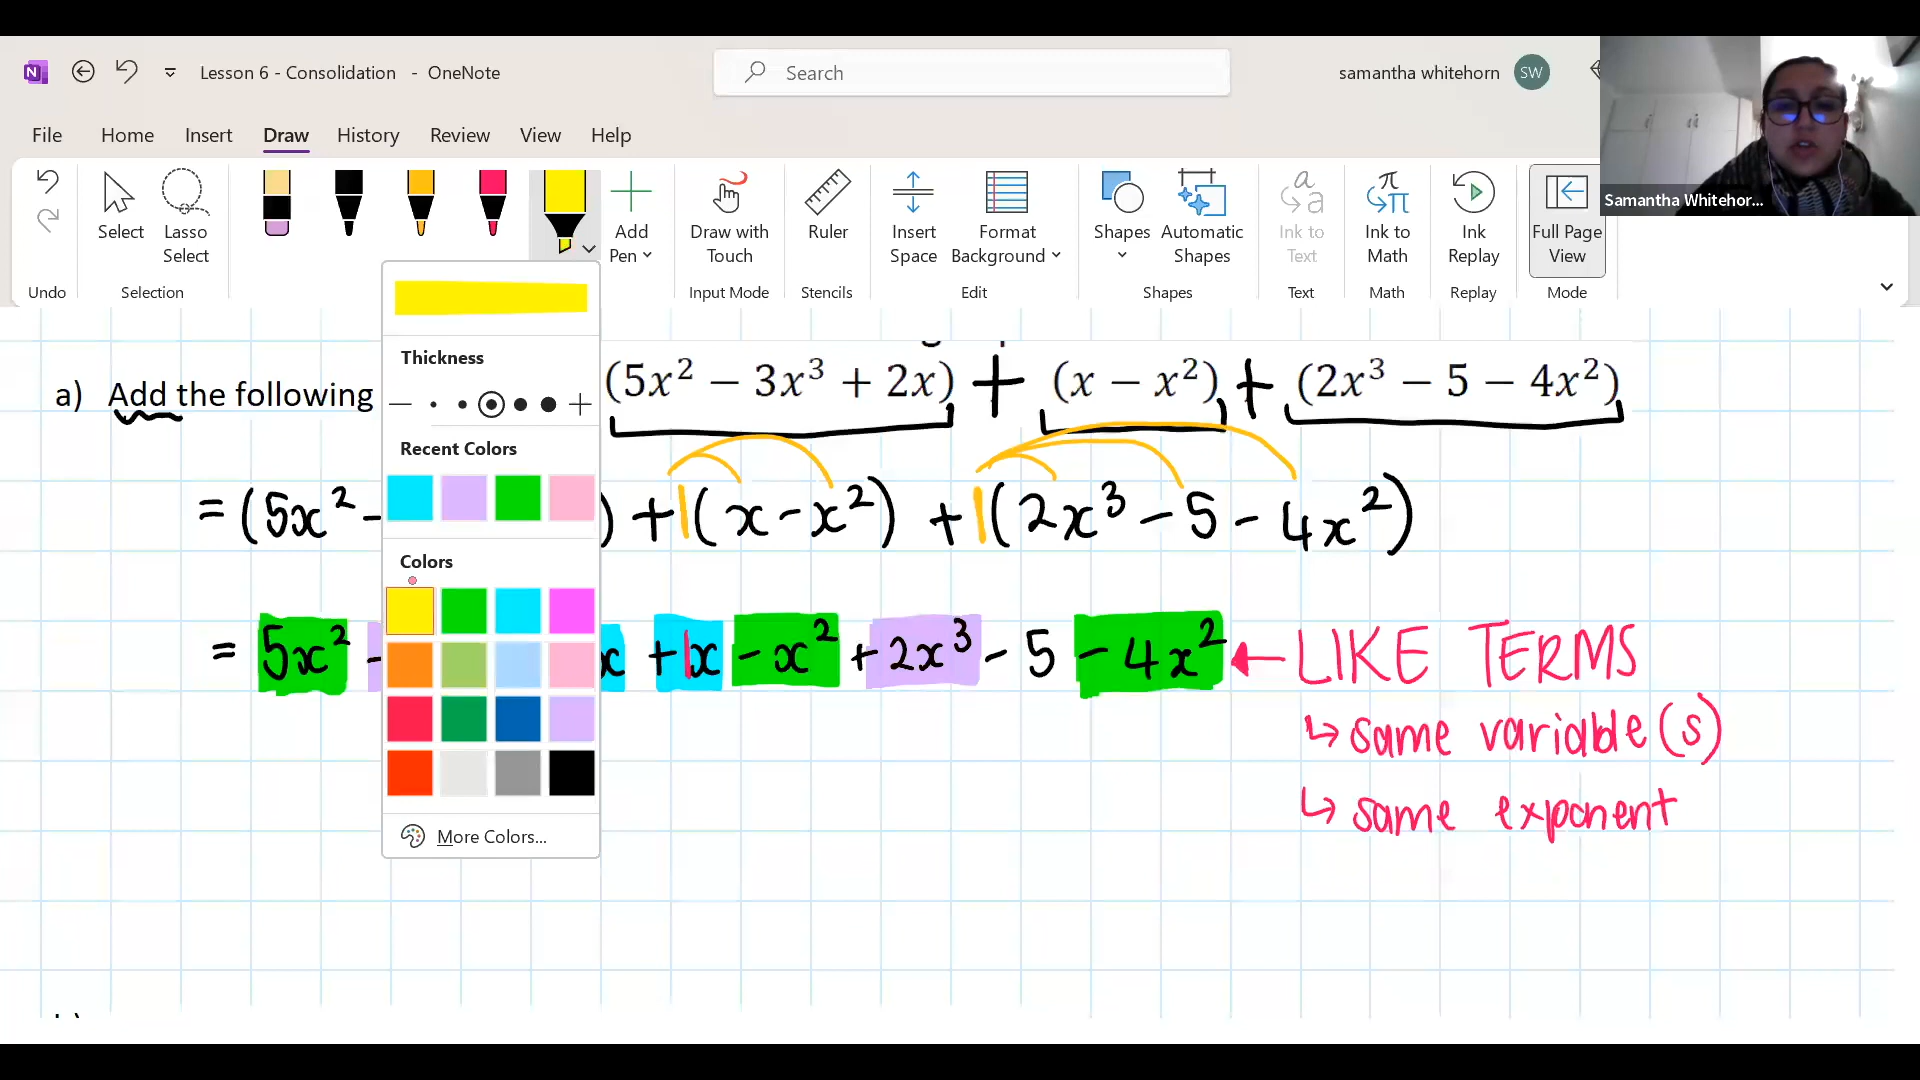 Lesson 6 - Consolidation - OneNote
Search
samantha whitehorn SW
File Home Insert Draw History Review View Help
Select
Lasso Select
Add Pen
Draw with Touch
Ruler
Insert Space
Format Background
Shapes
Automatic Shapes
Ink to Text
Ink to Math
Ink Replay
Full Page View
Samantha Whitehor...
Undo Selection Input Mode Stencils Edit Shapes Text Math Replay Mode
Thickness
Recent Colors
Colors
More Colors...
a) Add the following (5x² − 3x³ + 2x) + (x − x²) + (2x³ − 5 − 4x²)
= (5x² - ) + 1(x - x²) + 1(2x³ - 5 - 4x²)
= 5x² - x + 1x - x² + 2x³ - 5 - 4x² ← LIKE TERMS
↳ same variable(s)
↳ same exponent